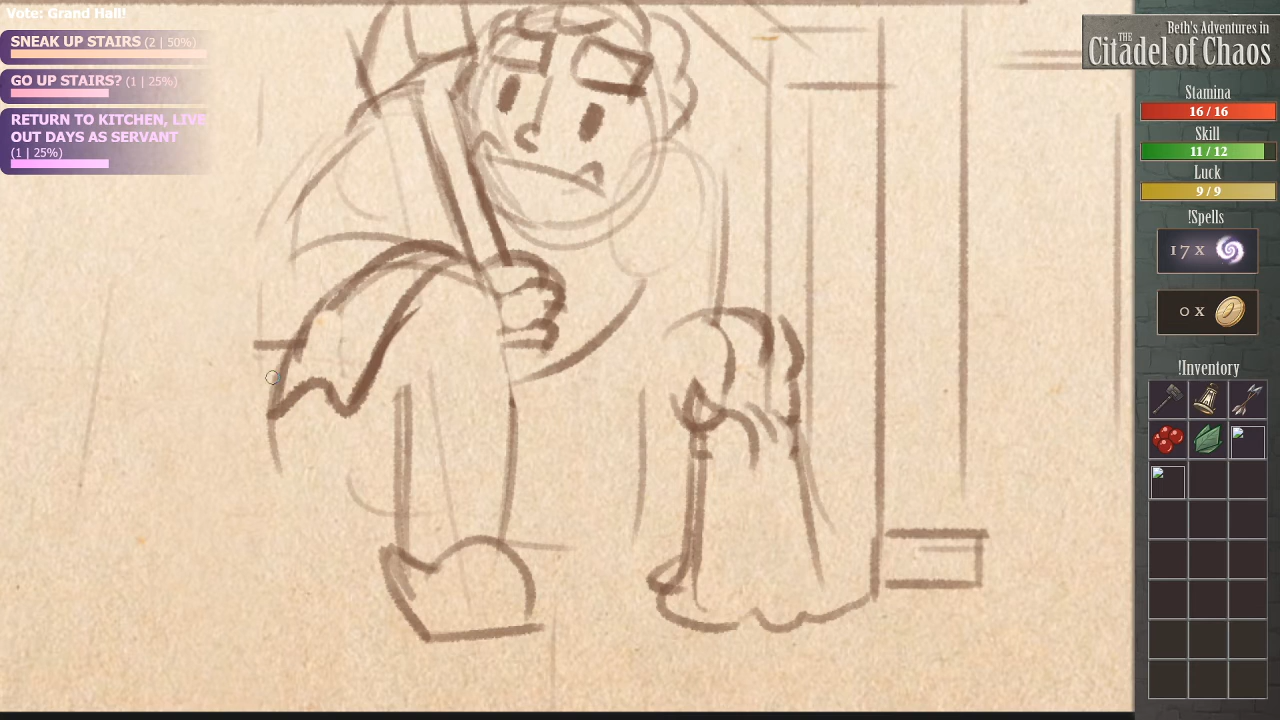 Vote: Grand Hall!
SNEAK UP STAIRS (2 | 50%)
GO UP STAIRS? (1 | 25%)
RETURN TO KITCHEN, LIVE
OUT DAYS AS SERVANT
(1 | 25%)
Beth's Adventures in
THE
Citadel of Chaos
Stamina
16 / 16
Skill
11 / 12
Luck
9 / 9
!Spells
17 x
0 x
!Inventory